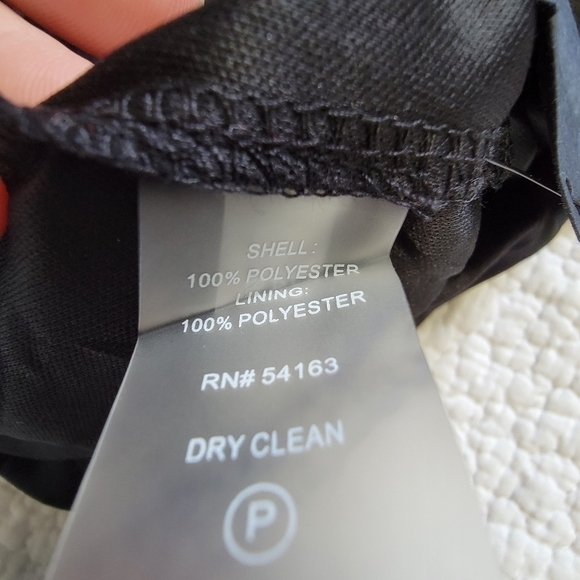 SHELL:
100% POLYESTER
LINING:
100% POLYESTER
RN# 54163
DRY CLEAN
P